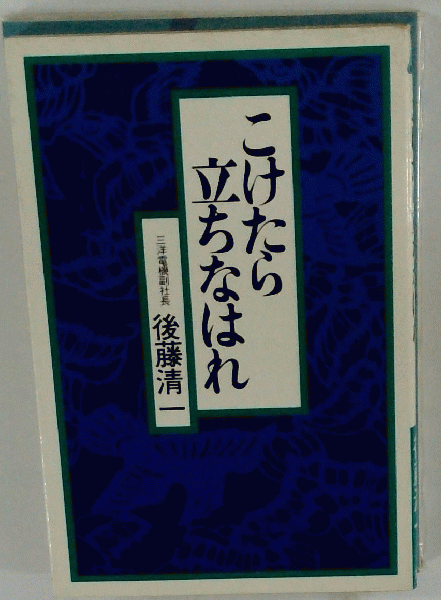 こけたら
立ちなはれ
三洋電機副社長
後藤清一